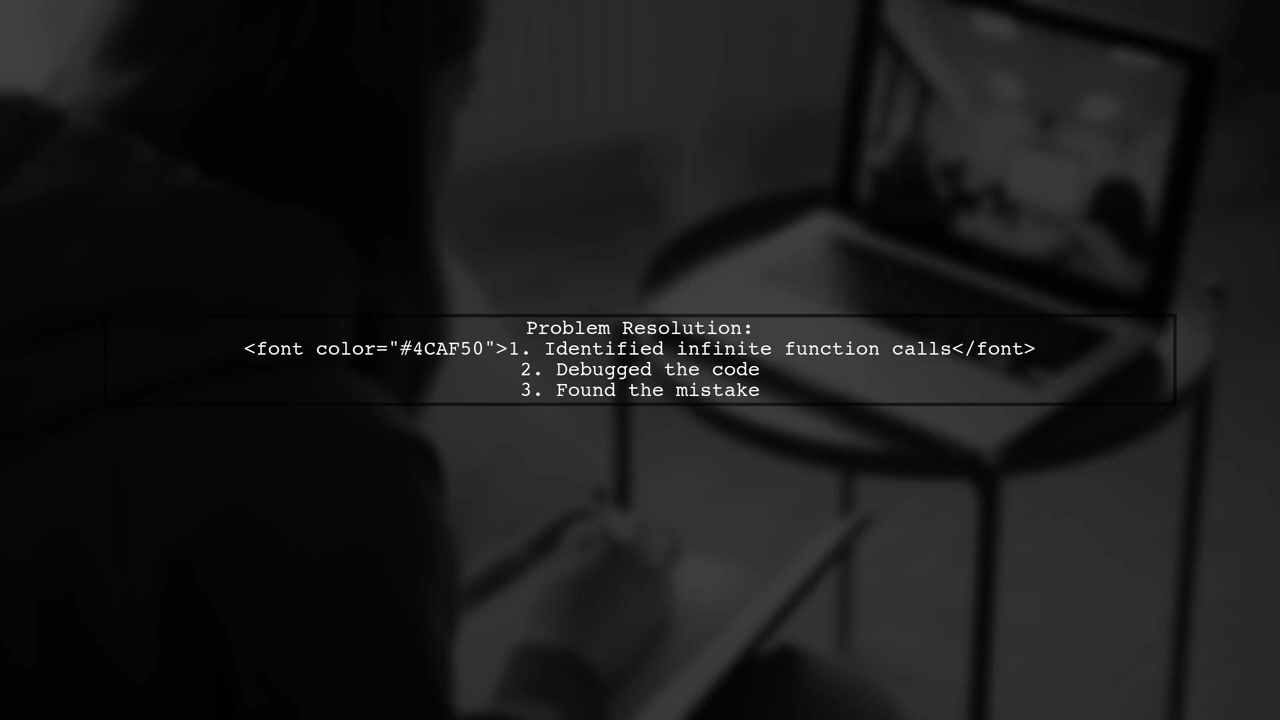 Problem Resolution:
<font color="#4CAF50">1. Identified infinite function calls</font>
2. Debugged the code
3. Found the mistake